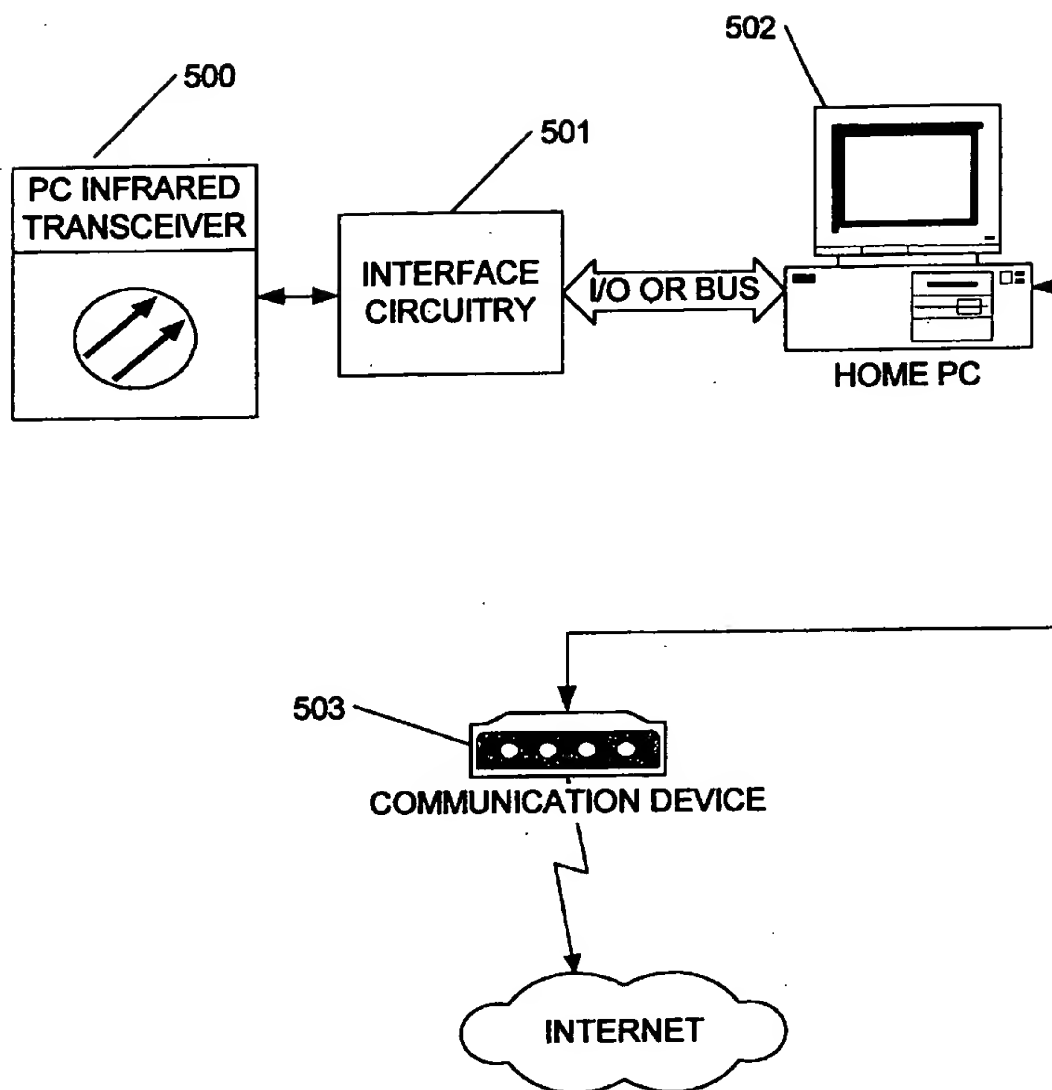 502
500
501
PC INFRARED
TRANSCEIVER
INTERFACE
CIRCUITRY
I/O OR BUS
HOME PC
503
COMMUNICATION DEVICE
INTERNET